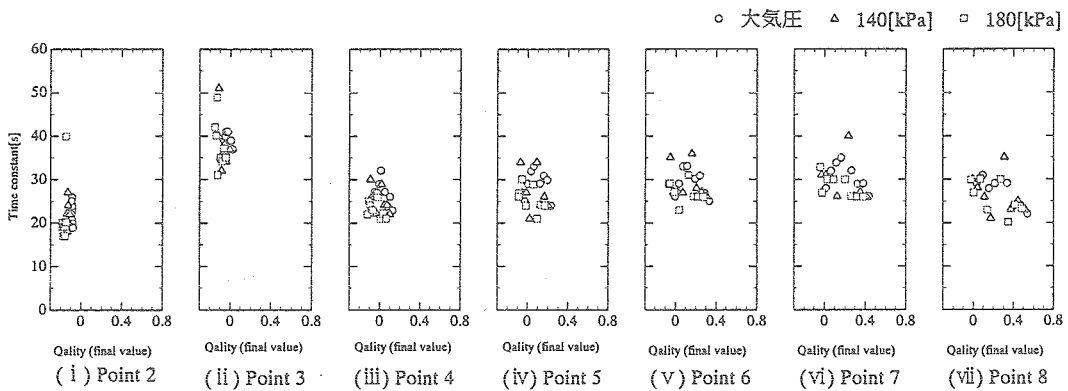 ○ 大気圧 △ 140[kPa] □ 180[kPa]
Time constant[s]
60
50
40
30
20
10
0
0 0.4 0.8 0 0.4 0.8 0 0.4 0.8 0 0.4 0.8 0 0.4 0.8 0 0.4 0.8 0 0.4 0.8
Qality (final value) Qality (final value) Qality (final value) Qality (final value) Qality (final value) Qality (final value) Qality (final value)
(i) Point 2 (ii) Point 3 (iii) Point 4 (iv) Point 5 (v) Point 6 (vi) Point 7 (vii) Point 8